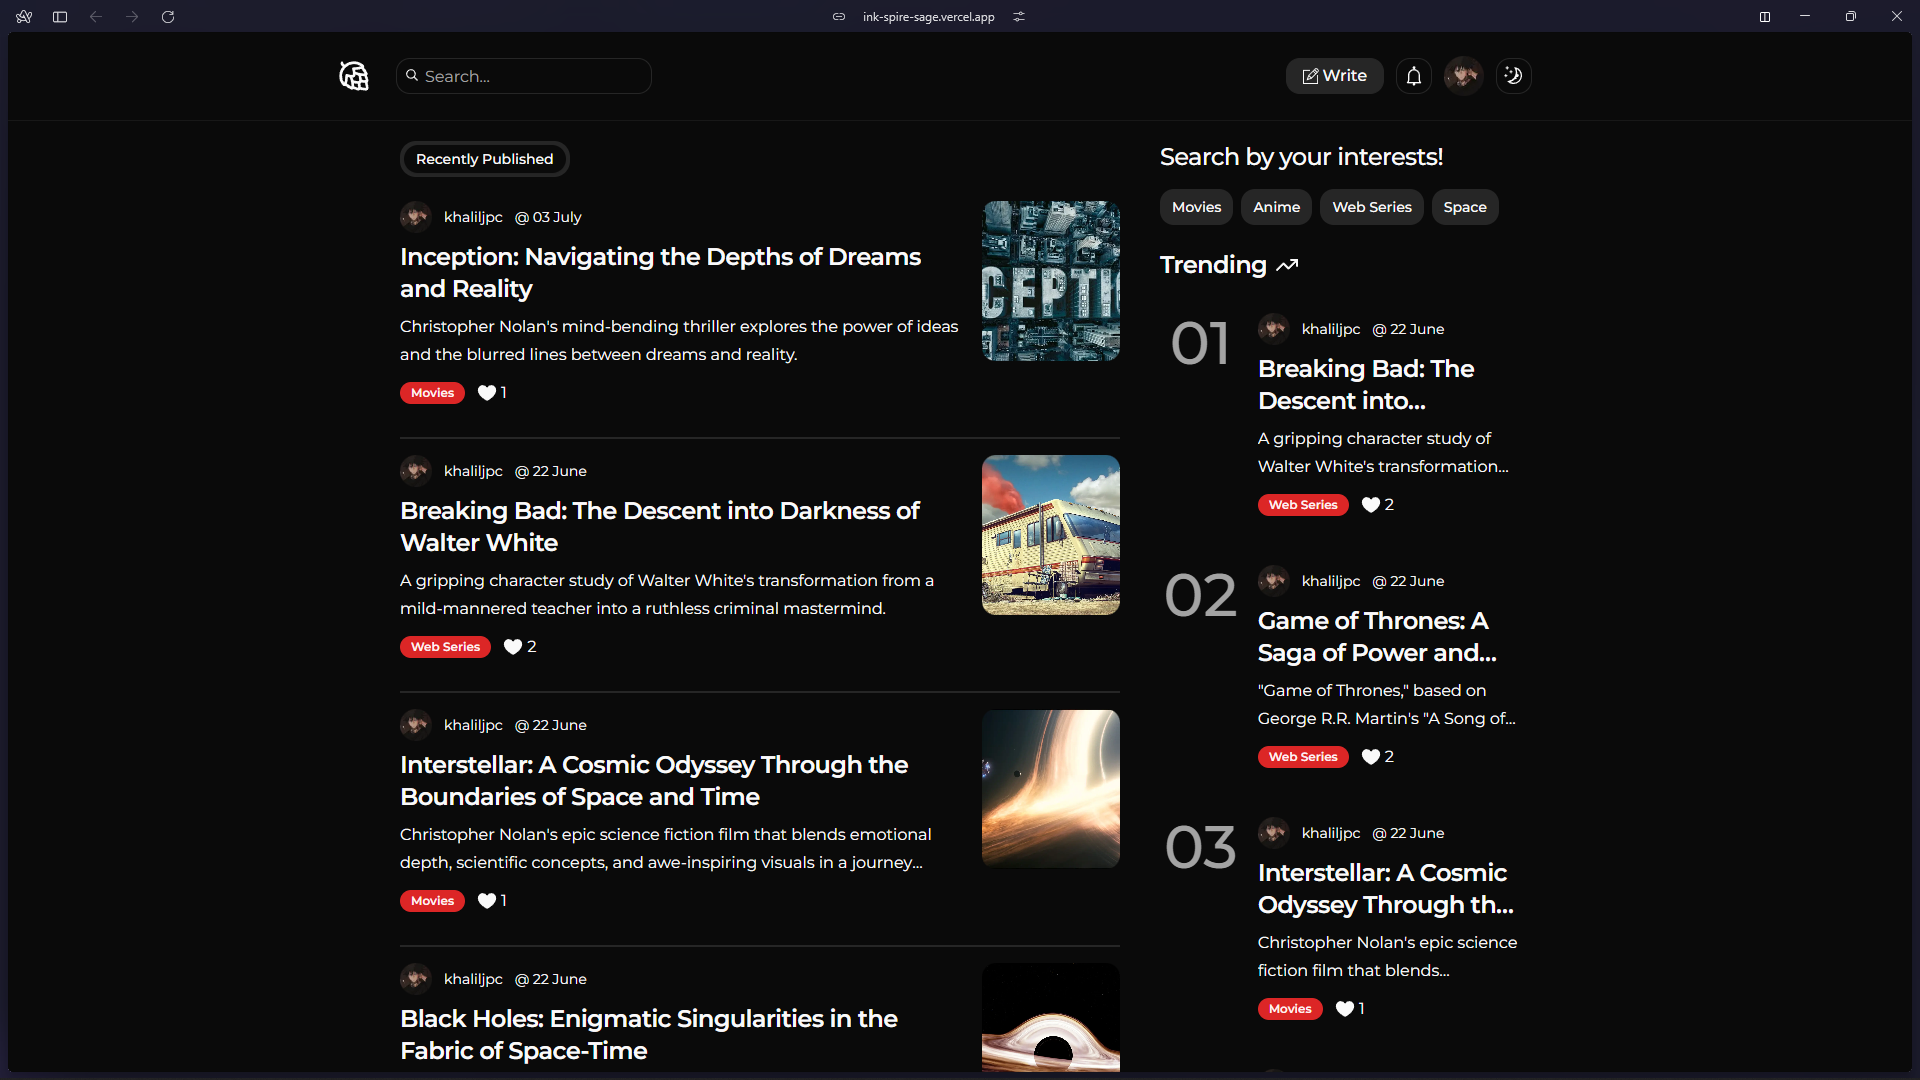 ink-spire-sage.vercel.app
Search...
Write
Recently Published
khaliljpc @ 03 July
Inception: Navigating the Depths of Dreams
and Reality
Christopher Nolan's mind-bending thriller explores the power of ideas
and the blurred lines between dreams and reality.
Movies 1
CEPTI
khaliljpc @ 22 June
Breaking Bad: The Descent into Darkness of
Walter White
A gripping character study of Walter White's transformation from a
mild-mannered teacher into a ruthless criminal mastermind.
Web Series 2
khaliljpc @ 22 June
Interstellar: A Cosmic Odyssey Through the
Boundaries of Space and Time
Christopher Nolan's epic science fiction film that blends emotional
depth, scientific concepts, and awe-inspiring visuals in a journey...
Movies 1
khaliljpc @ 22 June
Black Holes: Enigmatic Singularities in the
Fabric of Space-Time
Search by your interests!
Movies Anime Web Series Space
Trending
01
khaliljpc @ 22 June
Breaking Bad: The
Descent into...
A gripping character study of
Walter White's transformation...
Web Series 2
02
khaliljpc @ 22 June
Game of Thrones: A
Saga of Power and...
"Game of Thrones," based on
George R.R. Martin's "A Song of...
Web Series 2
03
khaliljpc @ 22 June
Interstellar: A Cosmic
Odyssey Through th...
Christopher Nolan's epic science
fiction film that blends...
Movies 1